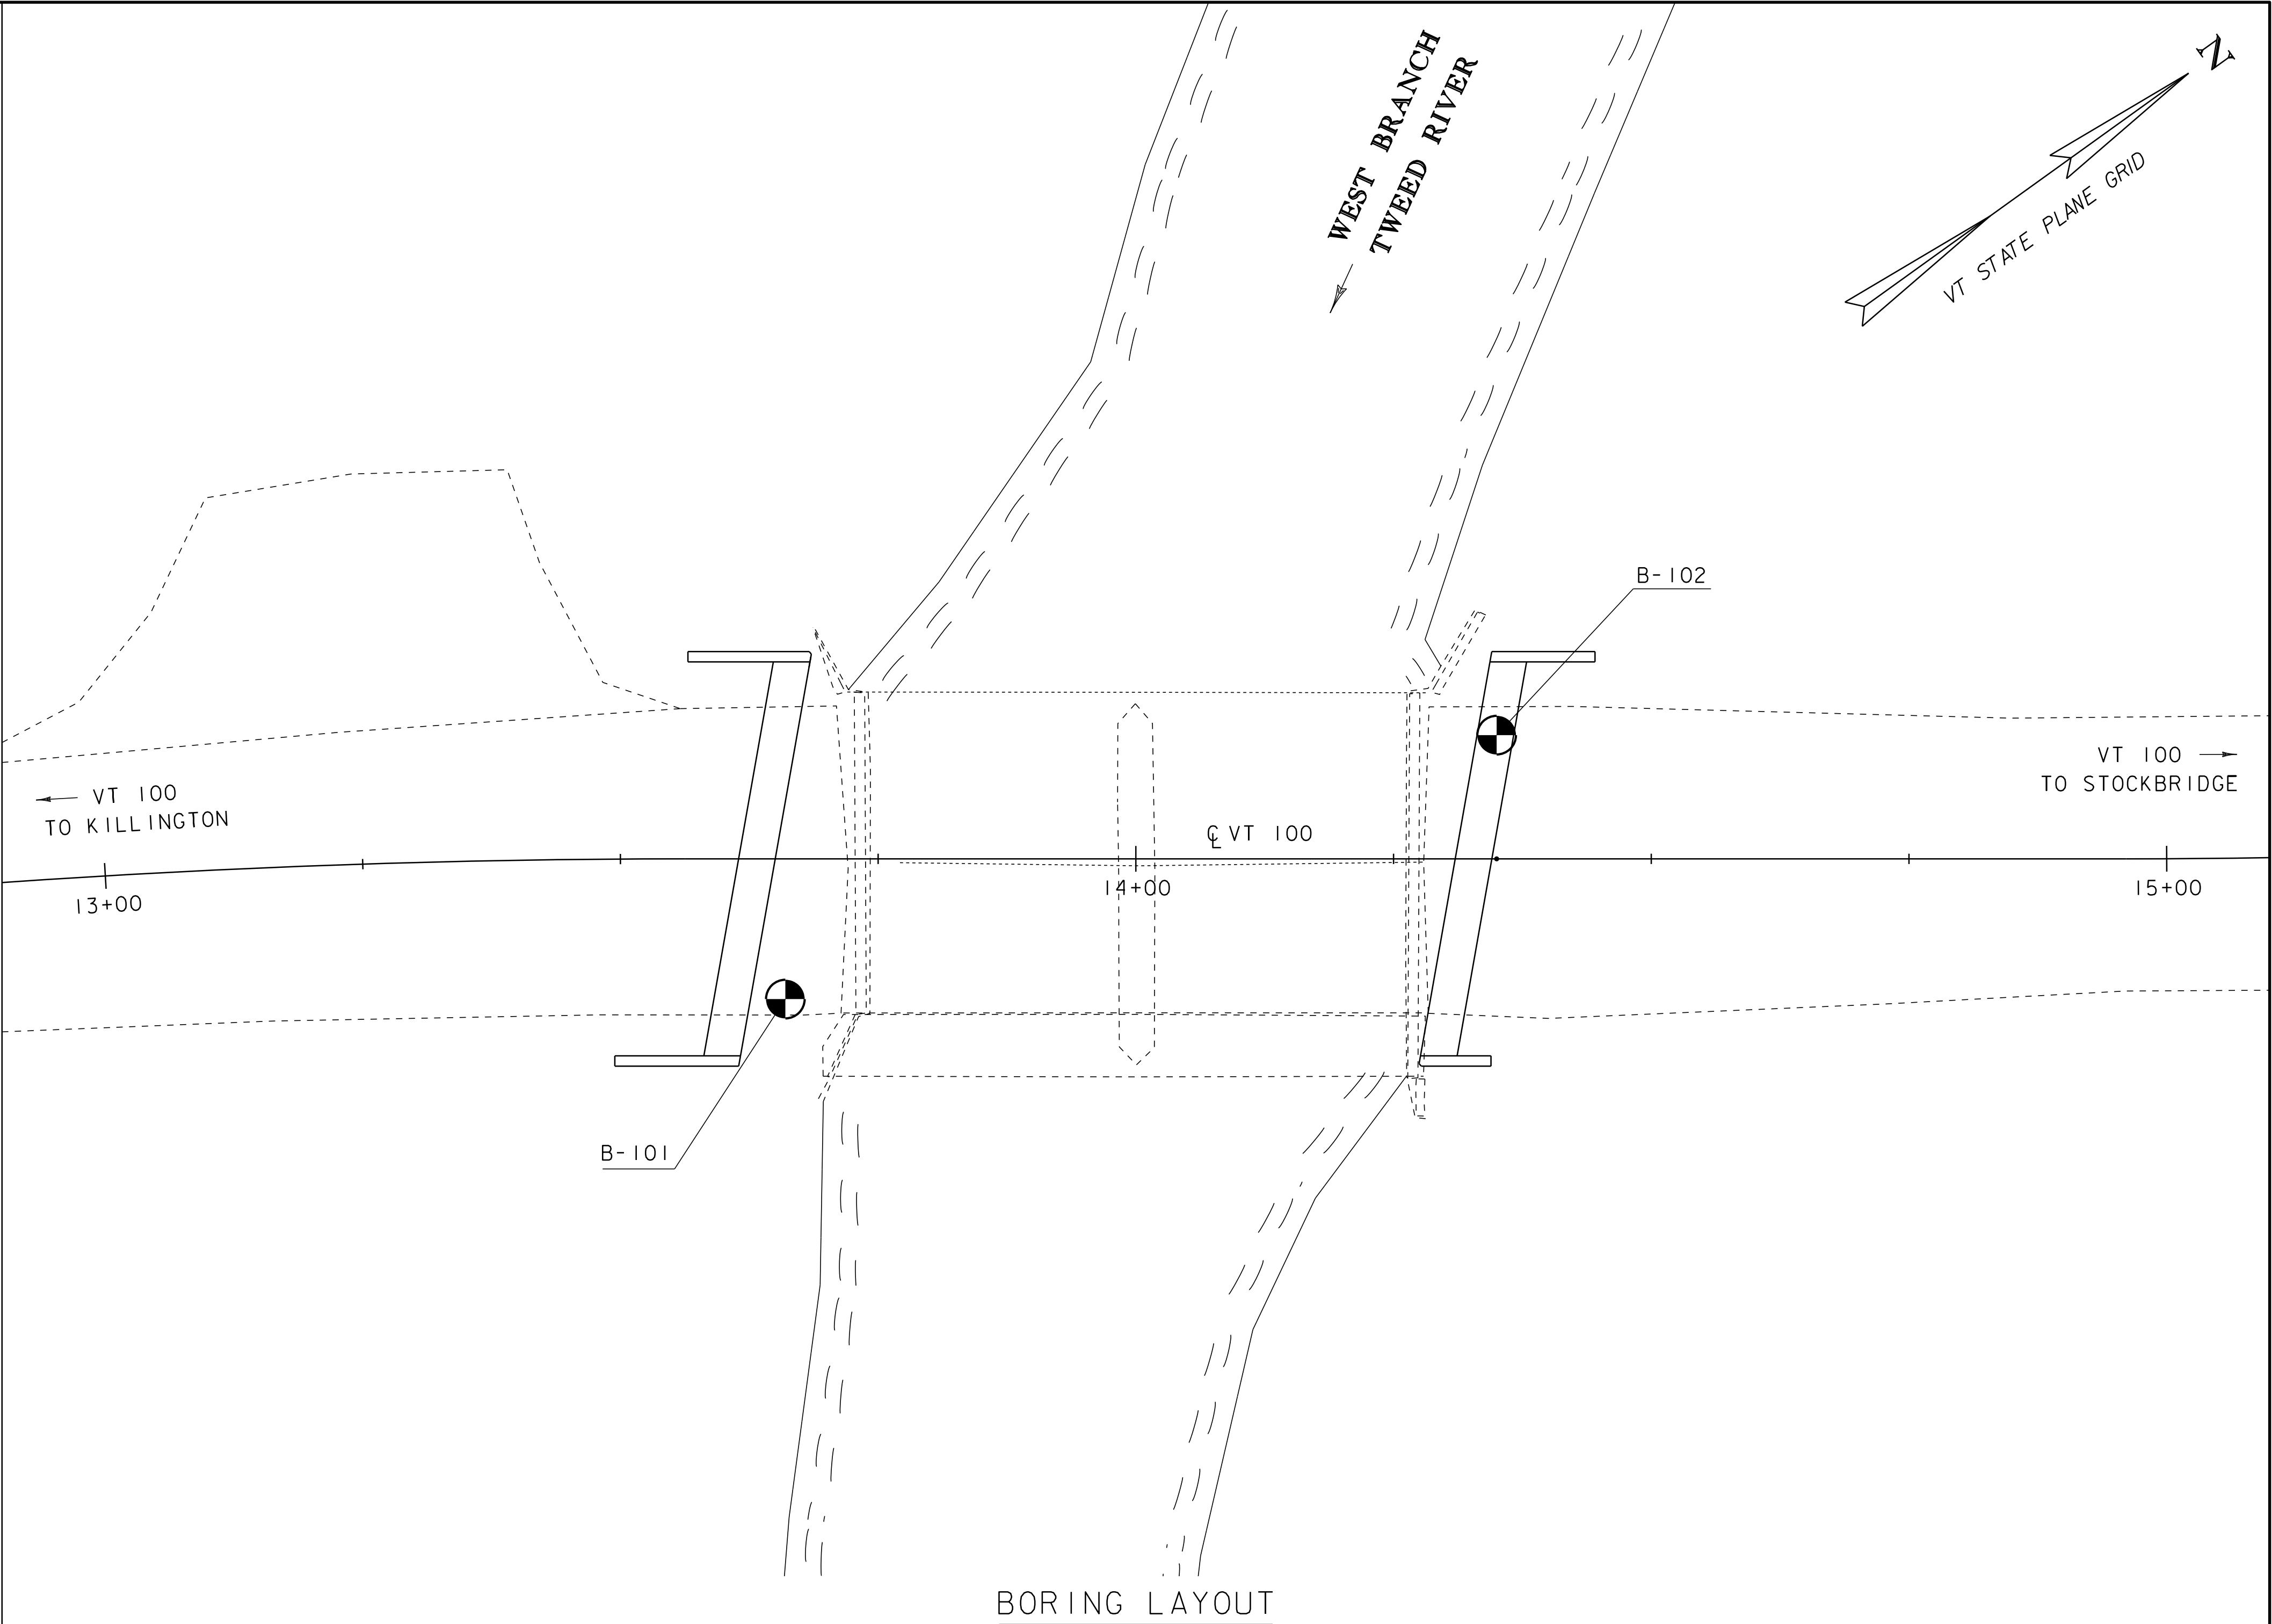 WEST BRANCH
TWEED RIVER
N
VT STATE PLANE GRID
B-102
VT 100
TO STOCKBRIDGE
VT 100
TO KILLINGTON
℄ VT 100
13+00
14+00
15+00
B-101
BORING LAYOUT